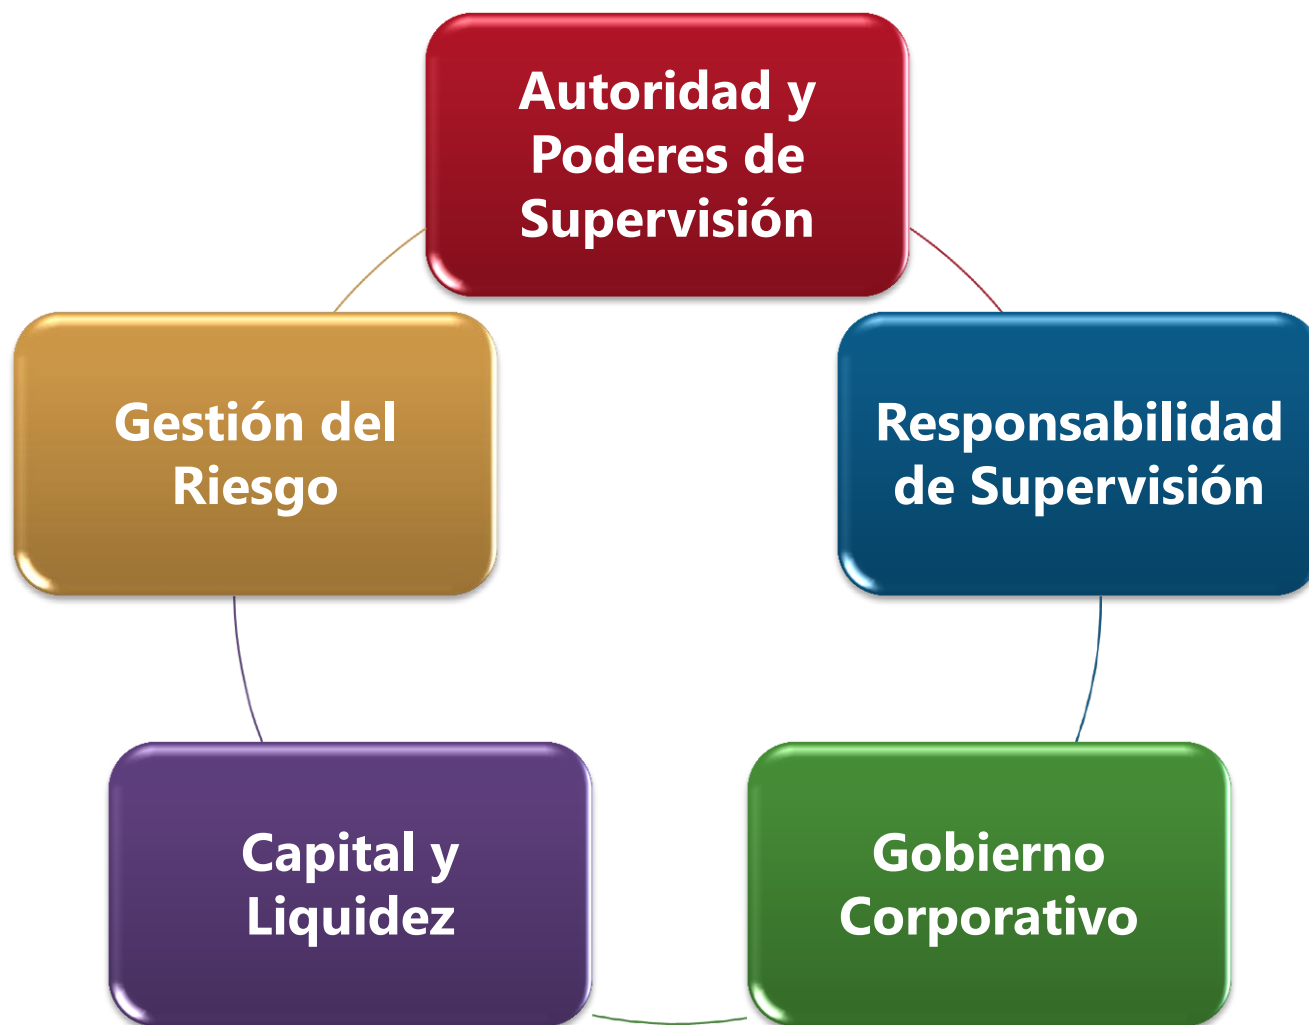 Autoridad y
Poderes de
Supervisión
Gestión del
Riesgo
Responsabilidad
de Supervisión
Capital y
Liquidez
Gobierno
Corporativo